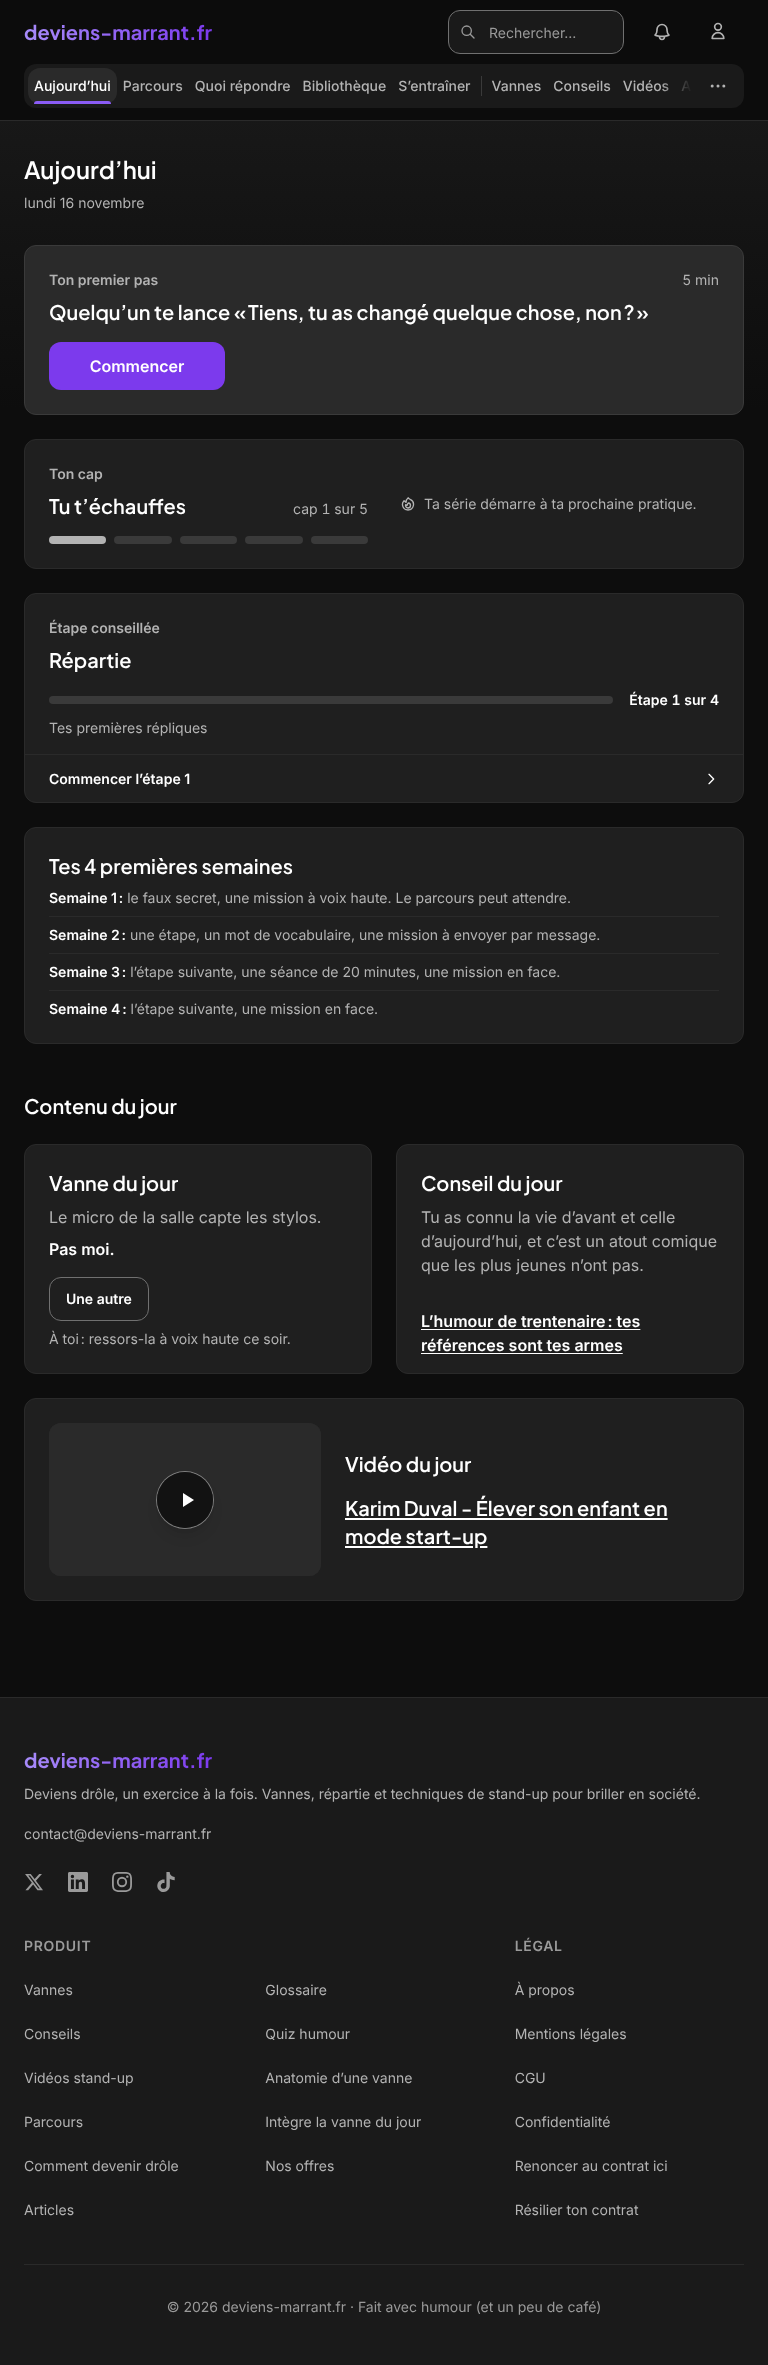 deviens-marrant.fr
Rechercher...
Aujourd’hui Parcours Quoi répondre Bibliothèque S’entraîner Vannes Conseils Vidéos
Aujourd’hui
lundi 16 novembre
Ton premier pas 5 min
Quelqu’un te lance « Tiens, tu as changé quelque chose, non ? »
Commencer
Ton cap
Tu t’échauffes cap 1 sur 5
Ta série démarre à ta prochaine pratique.
Étape conseillée
Répartie
Étape 1 sur 4
Tes premières répliques
Commencer l’étape 1
Tes 4 premières semaines
Semaine 1 : le faux secret, une mission à voix haute. Le parcours peut attendre.
Semaine 2 : une étape, un mot de vocabulaire, une mission à envoyer par message.
Semaine 3 : l’étape suivante, une séance de 20 minutes, une mission en face.
Semaine 4 : l’étape suivante, une mission en face.
Contenu du jour
Vanne du jour
Le micro de la salle capte les stylos.
Pas moi.
Une autre
À toi : ressors-la à voix haute ce soir.
Conseil du jour
Tu as connu la vie d’avant et celle
d’aujourd’hui, et c’est un atout comique
que les plus jeunes n’ont pas.
L’humour de trentenaire : tes
références sont tes armes
Vidéo du jour
Karim Duval - Élever son enfant en
mode start-up
deviens-marrant.fr
Deviens drôle, un exercice à la fois. Vannes, répartie et techniques de stand-up pour briller en société.
contact@deviens-marrant.fr
PRODUIT
Vannes
Conseils
Vidéos stand-up
Parcours
Comment devenir drôle
Articles
Glossaire
Quiz humour
Anatomie d’une vanne
Intègre la vanne du jour
Nos offres
LÉGAL
À propos
Mentions légales
CGU
Confidentialité
Renoncer au contrat ici
Résilier ton contrat
© 2026 deviens-marrant.fr · Fait avec humour (et un peu de café)